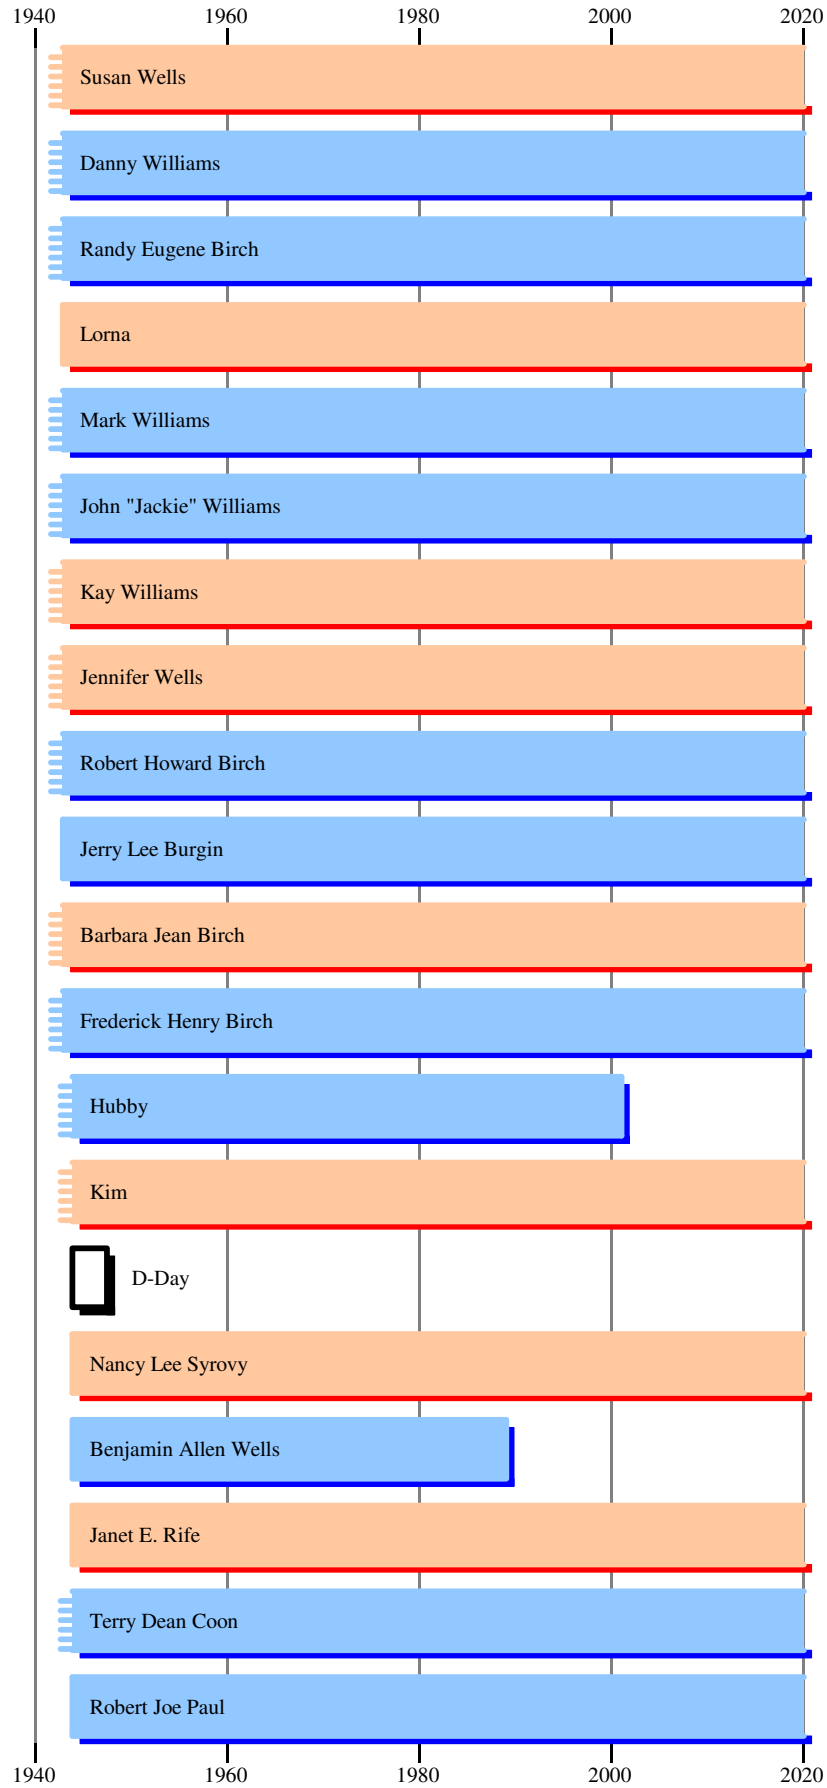 1940 1960 1980 2000 2020
Susan Wells
Danny Williams
Randy Eugene Birch
Lorna
Mark Williams
John "Jackie" Williams
Kay Williams
Jennifer Wells
Robert Howard Birch
Jerry Lee Burgin
Barbara Jean Birch
Frederick Henry Birch
Hubby
Kim
D-Day
Nancy Lee Syrovy
Benjamin Allen Wells
Janet E. Rife
Terry Dean Coon
Robert Joe Paul
1940 1960 1980 2000 2020